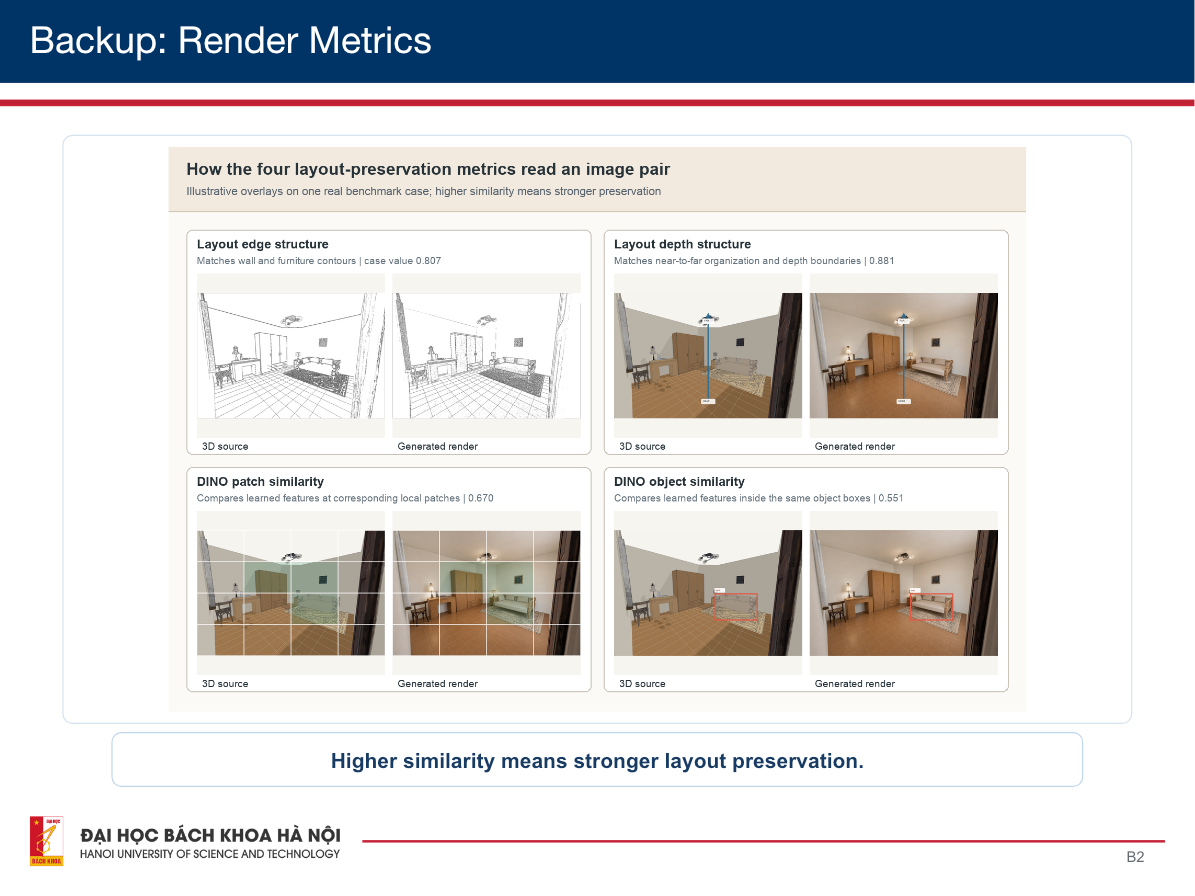 Backup: Render Metrics
How the four layout-preservation metrics read an image pair
Illustrative overlays on one real benchmark case; higher similarity means stronger preservation
Layout edge structure
Matches wall and furniture contours | case value 0.807
3D source
Generated render
Layout depth structure
Matches near-to-far organization and depth boundaries | 0.881
3D source
Generated render
DINO patch similarity
Compares learned features at corresponding local patches | 0.670
3D source
Generated render
DINO object similarity
Compares learned features inside the same object boxes | 0.551
3D source
Generated render
Higher similarity means stronger layout preservation.
ĐẠI HỌC
BÁCH KHOA
ĐẠI HỌC BÁCH KHOA HÀ NỘI
HANOI UNIVERSITY OF SCIENCE AND TECHNOLOGY
B2